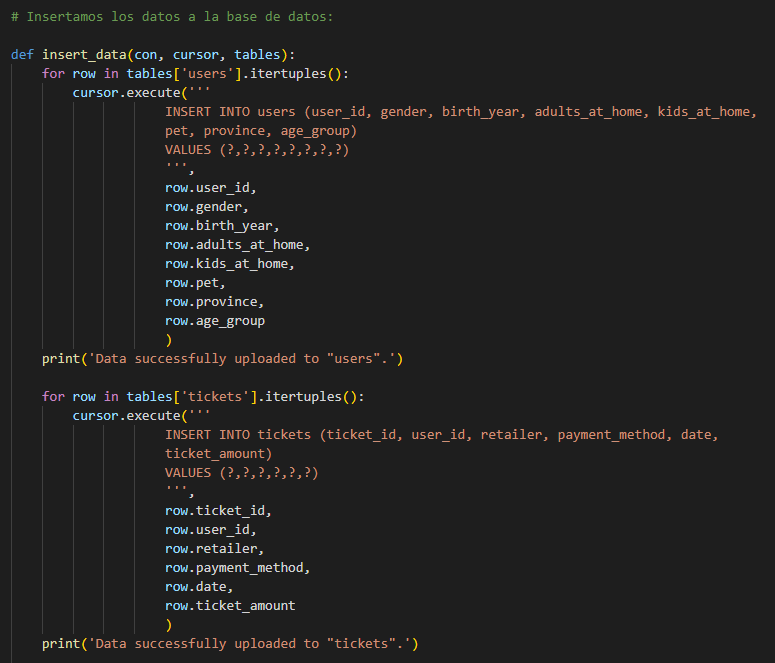 # Insertamos los datos a la base de datos:

def insert_data(con, cursor, tables):
    for row in tables['users'].itertuples():
        cursor.execute('''
                    INSERT INTO users (user_id, gender, birth_year, adults_at_home, kids_at_home,
                    pet, province, age_group)
                    VALUES (?,?,?,?,?,?,?,?)
                    ''',
                    row.user_id,
                    row.gender,
                    row.birth_year,
                    row.adults_at_home,
                    row.kids_at_home,
                    row.pet,
                    row.province,
                    row.age_group
                    )
    print('Data successfully uploaded to "users".')

    for row in tables['tickets'].itertuples():
        cursor.execute('''
                    INSERT INTO tickets (ticket_id, user_id, retailer, payment_method, date,
                    ticket_amount)
                    VALUES (?,?,?,?,?,?)
                    ''',
                    row.ticket_id,
                    row.user_id,
                    row.retailer,
                    row.payment_method,
                    row.date,
                    row.ticket_amount
                    )
    print('Data successfully uploaded to "tickets".')